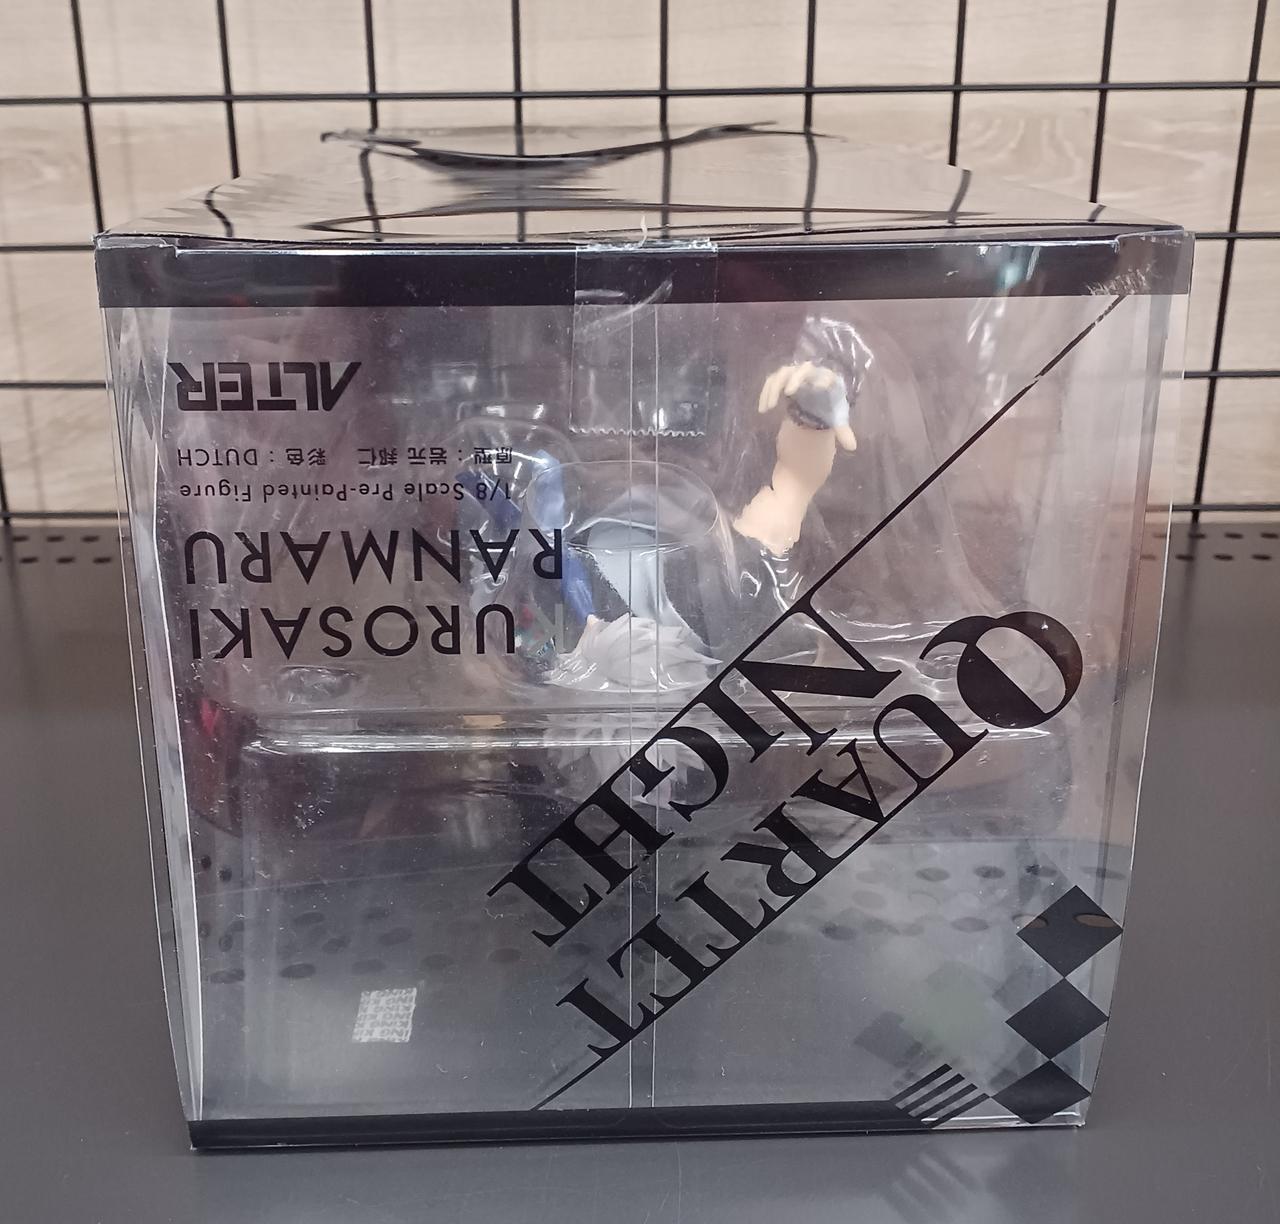 QUARTET
NIGHT
KUROSAKI
RANMARU
1/8 Scale Pre-Painted Figure
原型：岩元 邦仁　彩色：DUTCH
ALTER